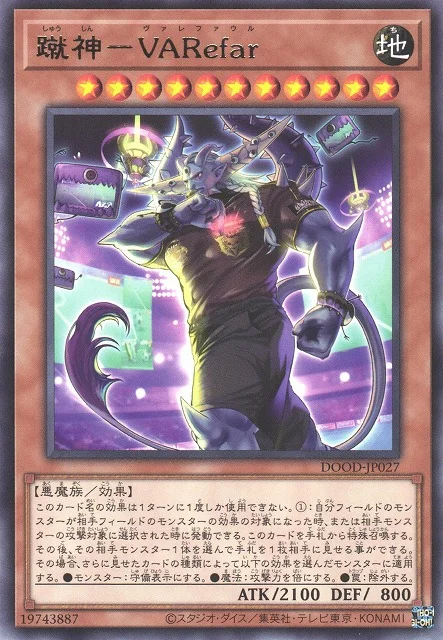 しゅう しん ヴァレファウル
蹴神－VARefar
ち
地
DOOD-JP027
【悪魔族／効果】
このカード名の効果は１ターンに１度しか使用できない。①：自分フィールドのモン
スターが相手フィールドのモンスターの効果の対象になった時、または相手モンス
ターの攻撃対象に選択された時に発動できる。このカードを手札から特殊召喚する。
その後、その相手モンスター１体を選んで手札を１枚相手に見せる事ができる。
その場合、さらに見せたカードの種類によって以下の効果を選んだモンスターに適用
する。●モンスター：守備表示にする。●魔法：攻撃力を倍にする。●罠：除外する。
ATK/2100 DEF/ 800
19743887 ©スタジオ・ダイス／集英社・テレビ東京・KONAMI